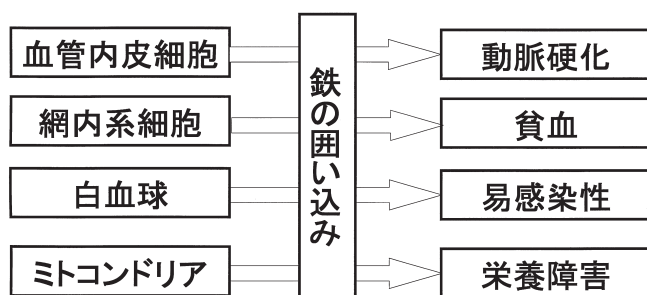 血管内皮細胞
網内系細胞
白血球
ミトコンドリア
鉄の囲い込み
動脈硬化
貧血
易感染性
栄養障害